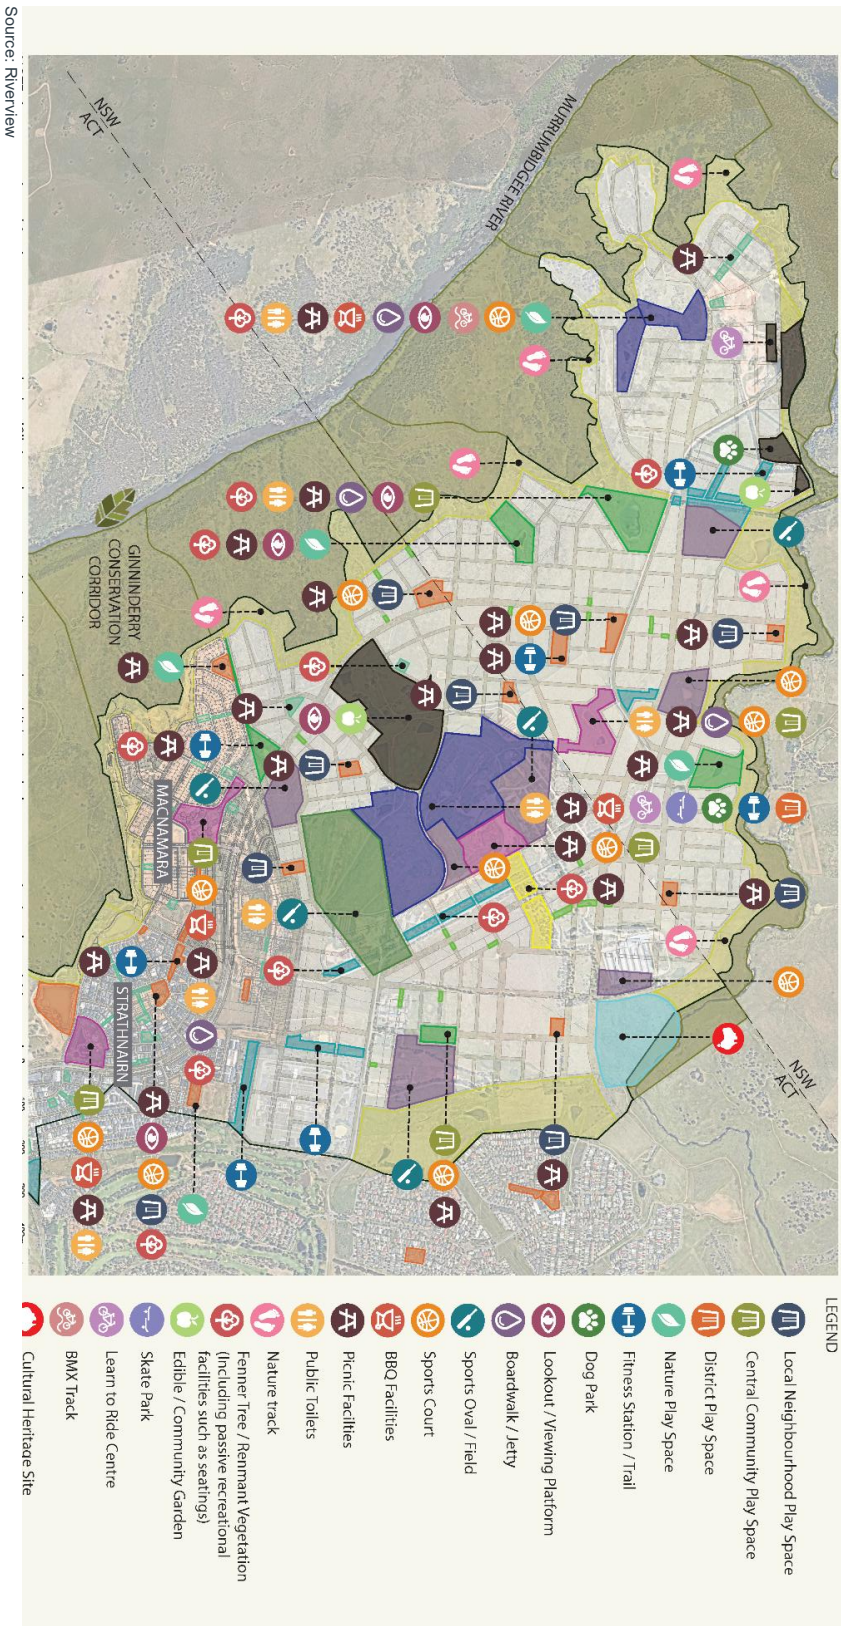 Source: Riverview
NSW
ACT
MURRUMBIDGEE RIVER
GINNINDERRY
CONSERVATION
CORRIDOR
MACNAMARA
STRATHNAIRN
NSW
ACT
LEGEND
Local Neighbourhood Play Space
Central Community Play Space
District Play Space
Nature Play Space
Fitness Station / Trail
Dog Park
Lookout / Viewing Platform
Boardwalk / Jetty
Sports Oval / Field
Sports Court
BBQ Facilities
Picnic Facilties
Public Toilets
Nature track
Fenner Tree / Remnant Vegetation
(Including passive recreational
facilities such as seatings)
Edible / Community Garden
Skate Park
Learn to Ride Centre
BMX Track
Cultural Heritage Site